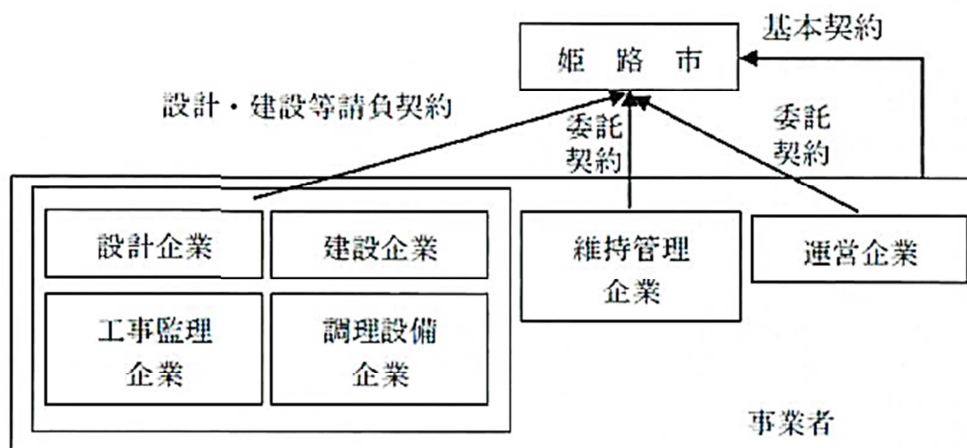 基本契約
姫路市
設計・建設等請負契約
委託
契約
委託
契約
設計企業
建設企業
維持管理
企業
運営企業
工事監理
企業
調理設備
企業
事業者